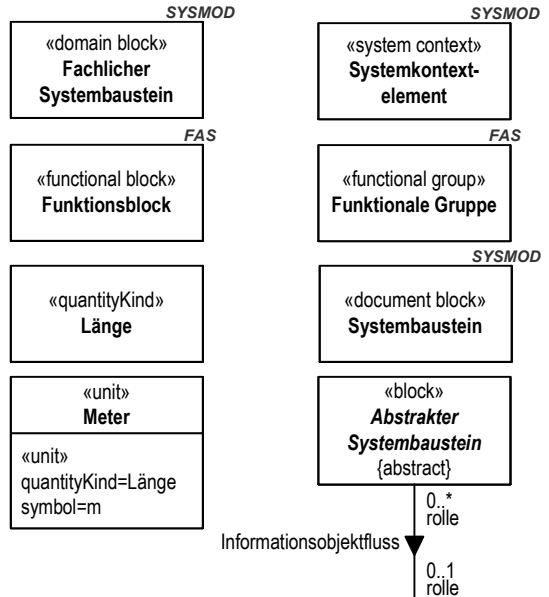 SYSMOD
«domain block»
Fachlicher
Systembaustein
SYSMOD
«system context»
Systemkontext-
element
FAS
«functional block»
Funktionsblock
FAS
«functional group»
Funktionale Gruppe
«quantityKind»
Länge
SYSMOD
«document block»
Systembaustein
«unit»
Meter
«unit»
quantityKind=Länge
symbol=m
«block»
Abstrakter
Systembaustein
{abstract}
0..*
rolle
Informationsobjektfluss
0..1
rolle